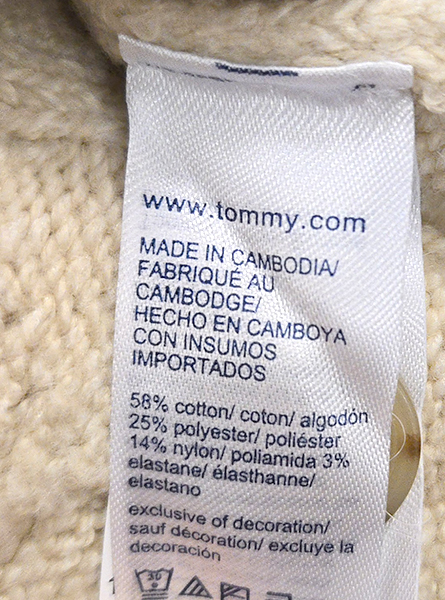 www.tommy.com
MADE IN CAMBODIA/
FABRIQUÉ AU
CAMBODGE/
HECHO EN CAMBOYA
CON INSUMOS
IMPORTADOS
58% cotton/ coton/ algodón
25% polyester/ poliéster
14% nylon/ poliamida 3%
elastane/ élasthanne/
elastano
exclusive of decoration/
sauf décoration/ excluye la
decoración
30